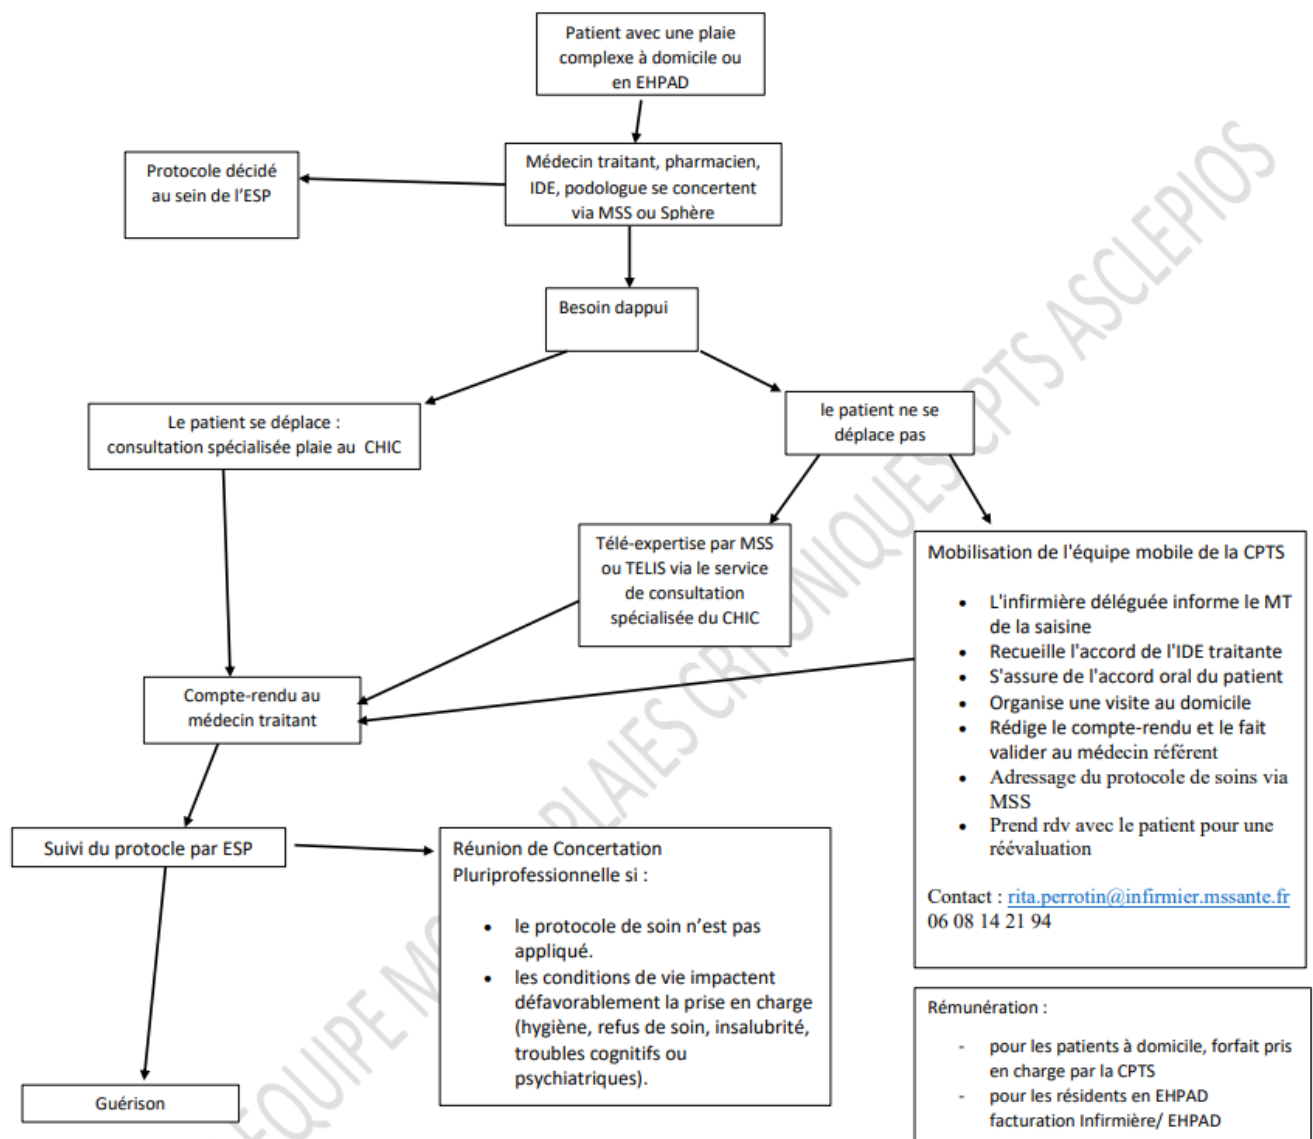 Patient avec une plaie
complexe à domicile ou
en EHPAD
Protocole décidé
au sein de l'ESP
Médecin traitant, pharmacien,
IDE, podologue se concertent
via MSS ou Sphère
Besoin dappui
Le patient se déplace :
consultation spécialisée plaie au CHIC
le patient ne se
déplace pas
Télé-expertise par MSS
ou TELIS via le service
de consultation
spécialisée du CHIC
Mobilisation de l'équipe mobile de la CPTS
• L'infirmière déléguée informe le MT
de la saisine
• Recueille l'accord de l'IDE traitante
• S'assure de l'accord oral du patient
• Organise une visite au domicile
• Rédige le compte-rendu et le fait
valider au médecin référent
• Adressage du protocole de soins via
MSS
• Prend rdv avec le patient pour une
réévaluation
Contact : rita.perrotin@infirmier.mssante.fr
06 08 14 21 94
Compte-rendu au
médecin traitant
Suivi du protocle par ESP
Réunion de Concertation
Pluriprofessionnelle si :
• le protocole de soin n'est pas
appliqué.
• les conditions de vie impactent
défavorablement la prise en charge
(hygiène, refus de soin, insalubrité,
troubles cognitifs ou
psychiatriques).
Guérison
Rémunération :
- pour les patients à domicile, forfait pris
en charge par la CPTS
- pour les résidents en EHPAD
facturation Infirmière/ EHPAD
EQUIPE PLAIES CPTS ASCLEPIOS